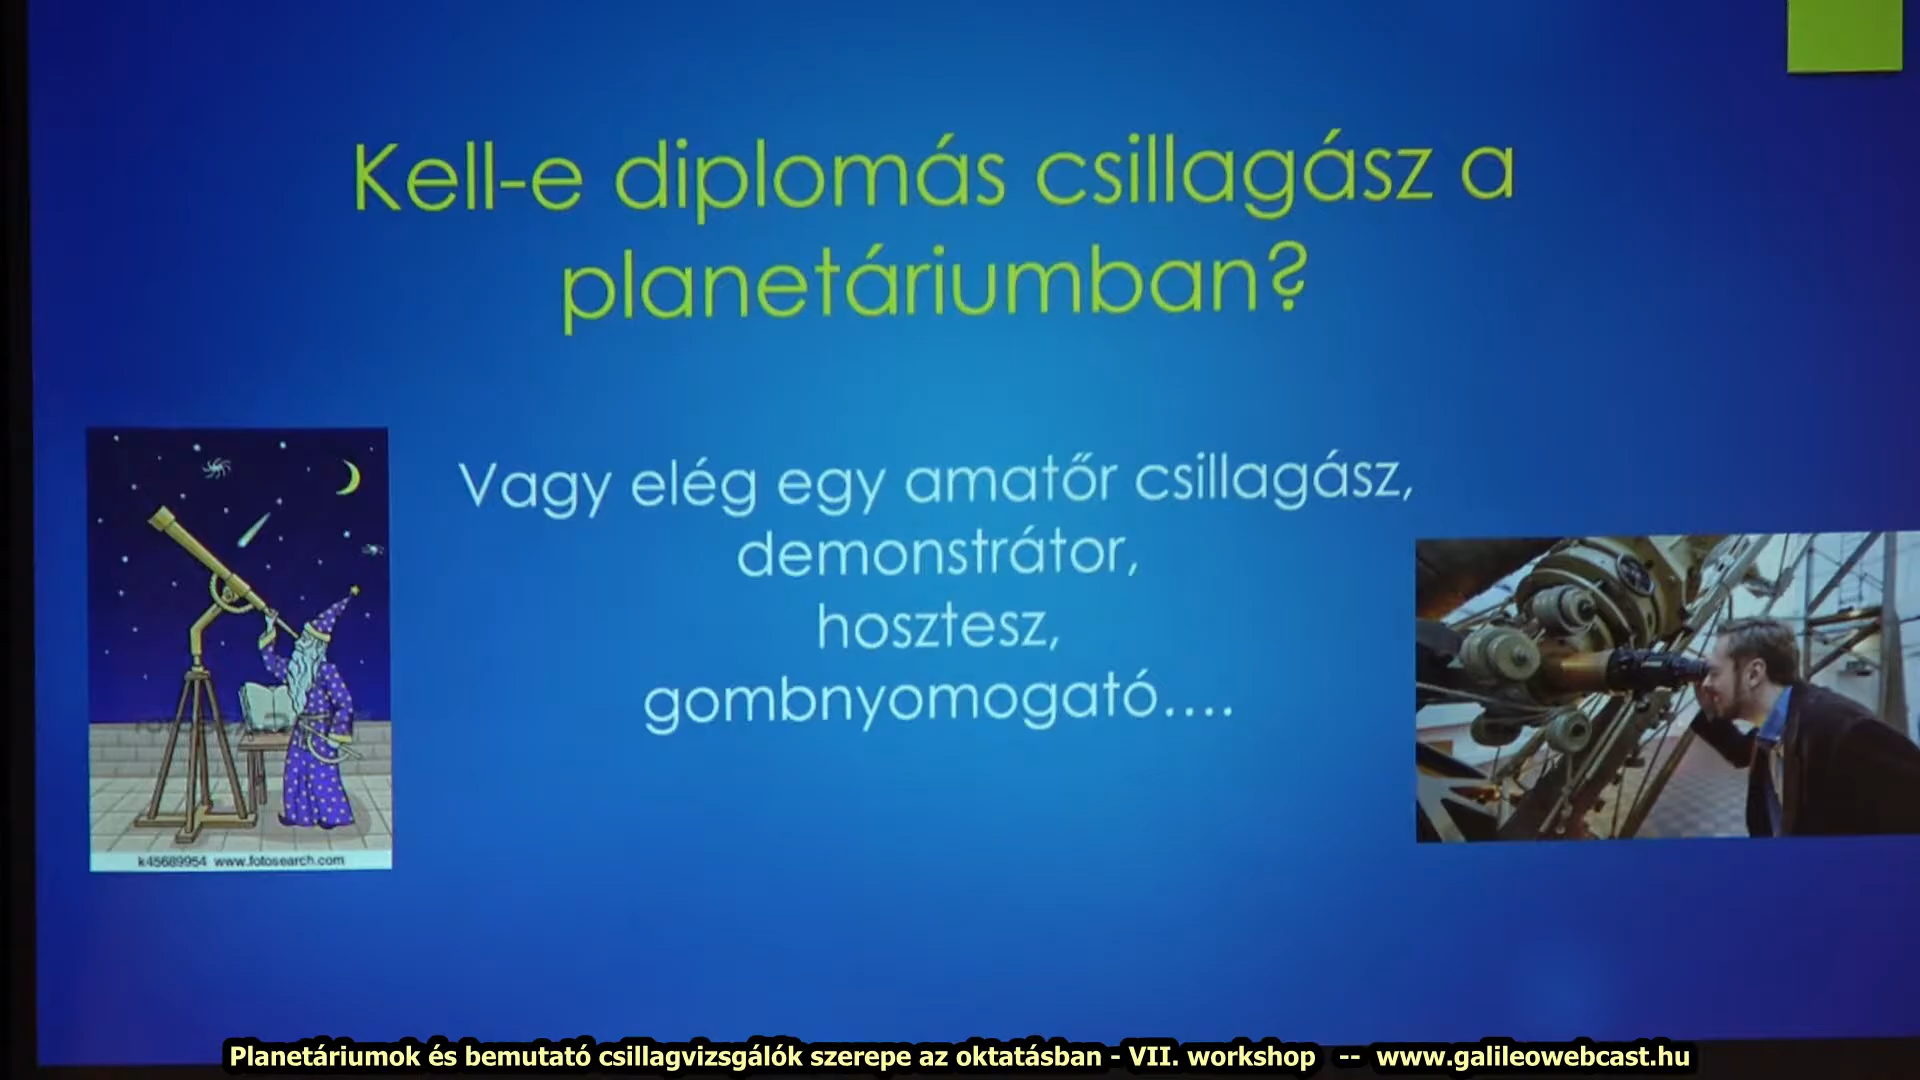 Kell-e diplomás csillagász a
planetáriumban?
Vagy elég egy amatőr csillagász,
demonstrátor,
hosztesz,
gombnyomogató....
k45689954 www.fotosearch.com
Planetáriumok és bemutató csillagvizsgálók szerepe az oktatásban - VII. workshop -- www.galileowebcast.hu